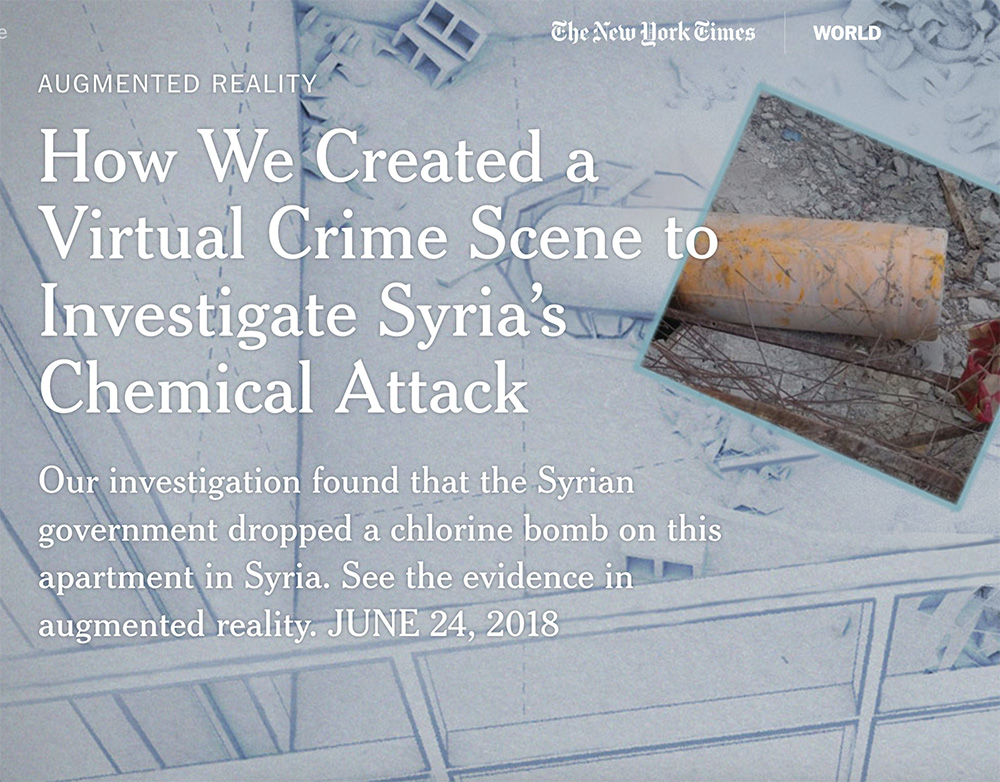 The New York Times
WORLD
AUGMENTED REALITY
How We Created a
Virtual Crime Scene to
Investigate Syria’s
Chemical Attack
Our investigation found that the Syrian
government dropped a chlorine bomb on this
apartment in Syria. See the evidence in
augmented reality. JUNE 24, 2018